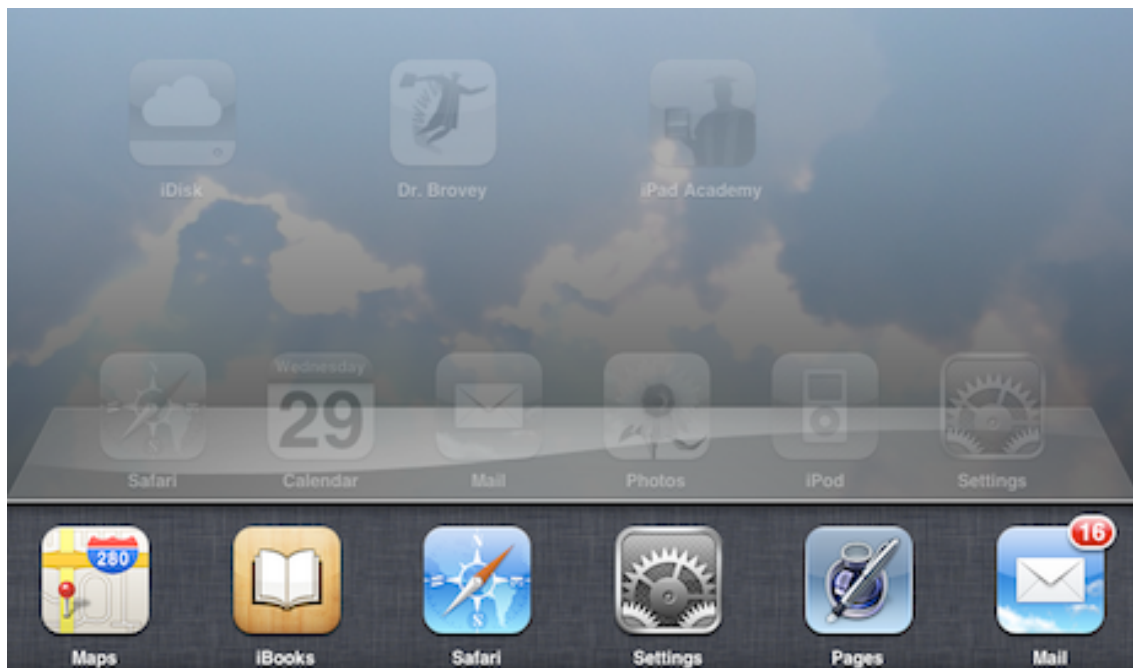 iDisk Dr. Brovey iPad Academy
Wednesday
29
Safari Calendar Mail Photos iPod Settings
280
16
Maps iBooks Safari Settings Pages Mail